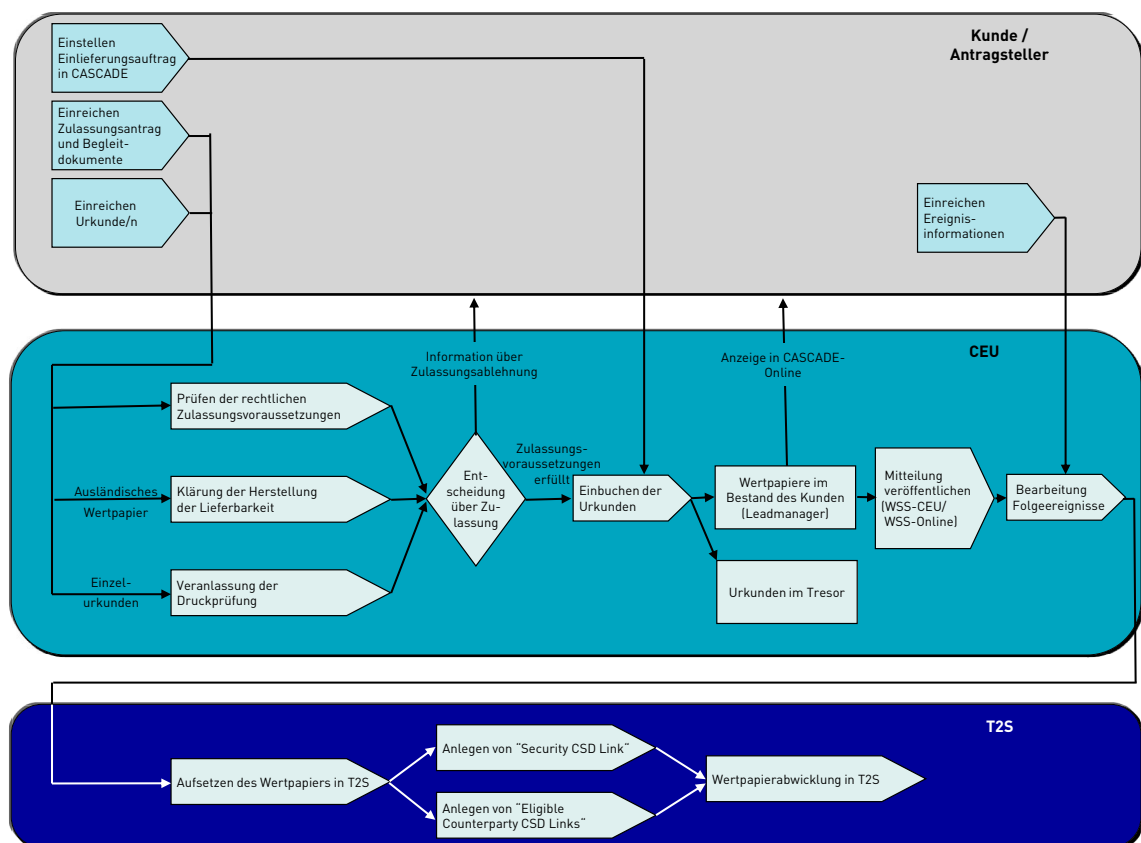 Kunde /
Antragsteller
Einstellen
Einlieferungsauftrag
in CASCADE
Einreichen
Zulassungsantrag
und Begleit-
dokumente
Einreichen
Urkunde/n
Einreichen
Ereignis-
informationen
CEU
Information über
Zulassungsablehnung
Anzeige in CASCADE-
Online
Prüfen der rechtlichen
Zulassungsvoraussetzungen
Ausländisches
Wertpapier
Klärung der Herstellung
der Lieferbarkeit
Einzel-
urkunden
Veranlassung der
Druckprüfung
Ent-
scheidung
über Zu-
lassung
Zulassungs-
voraussetzungen
erfüllt
Einbuchen der
Urkunden
Wertpapiere im
Bestand des Kunden
(Leadmanager)
Urkunden im Tresor
Mitteilung
veröffentlichen
(WSS-CEU/
WSS-Online)
Bearbeitung
Folgeereignisse
T2S
Aufsetzen des Wertpapiers in T2S
Anlegen von “Security CSD Link“
Anlegen von “Eligible
Counterparty CSD Links“
Wertpapierabwicklung in T2S